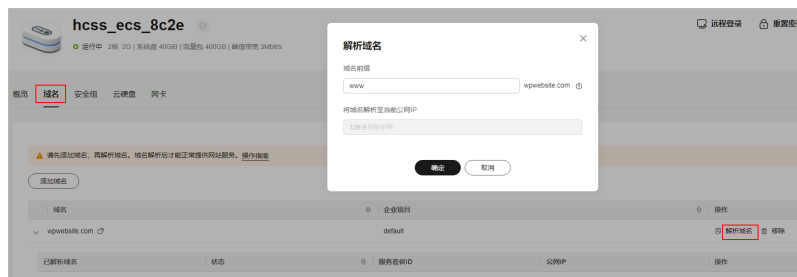 hcss_ecs_8c2e
远程登录
重置密
运行中 2核 2G | 系统盘 40GiB | 流量包 400GB | 峰值带宽 3Mbit/s
概览 域名 安全组 云硬盘 网卡
解析域名
域名前缀
www wpwebsite.com
将域名解析至当前公网IP
确定 取消
请先添加域名，再解析域名。域名解析后才能正常提供网站服务。操作指南
添加域名
域名 企业项目 操作
wpwebsite.com default 解析域名 移除
已解析域名 状态 服务器ID 公网IP 操作